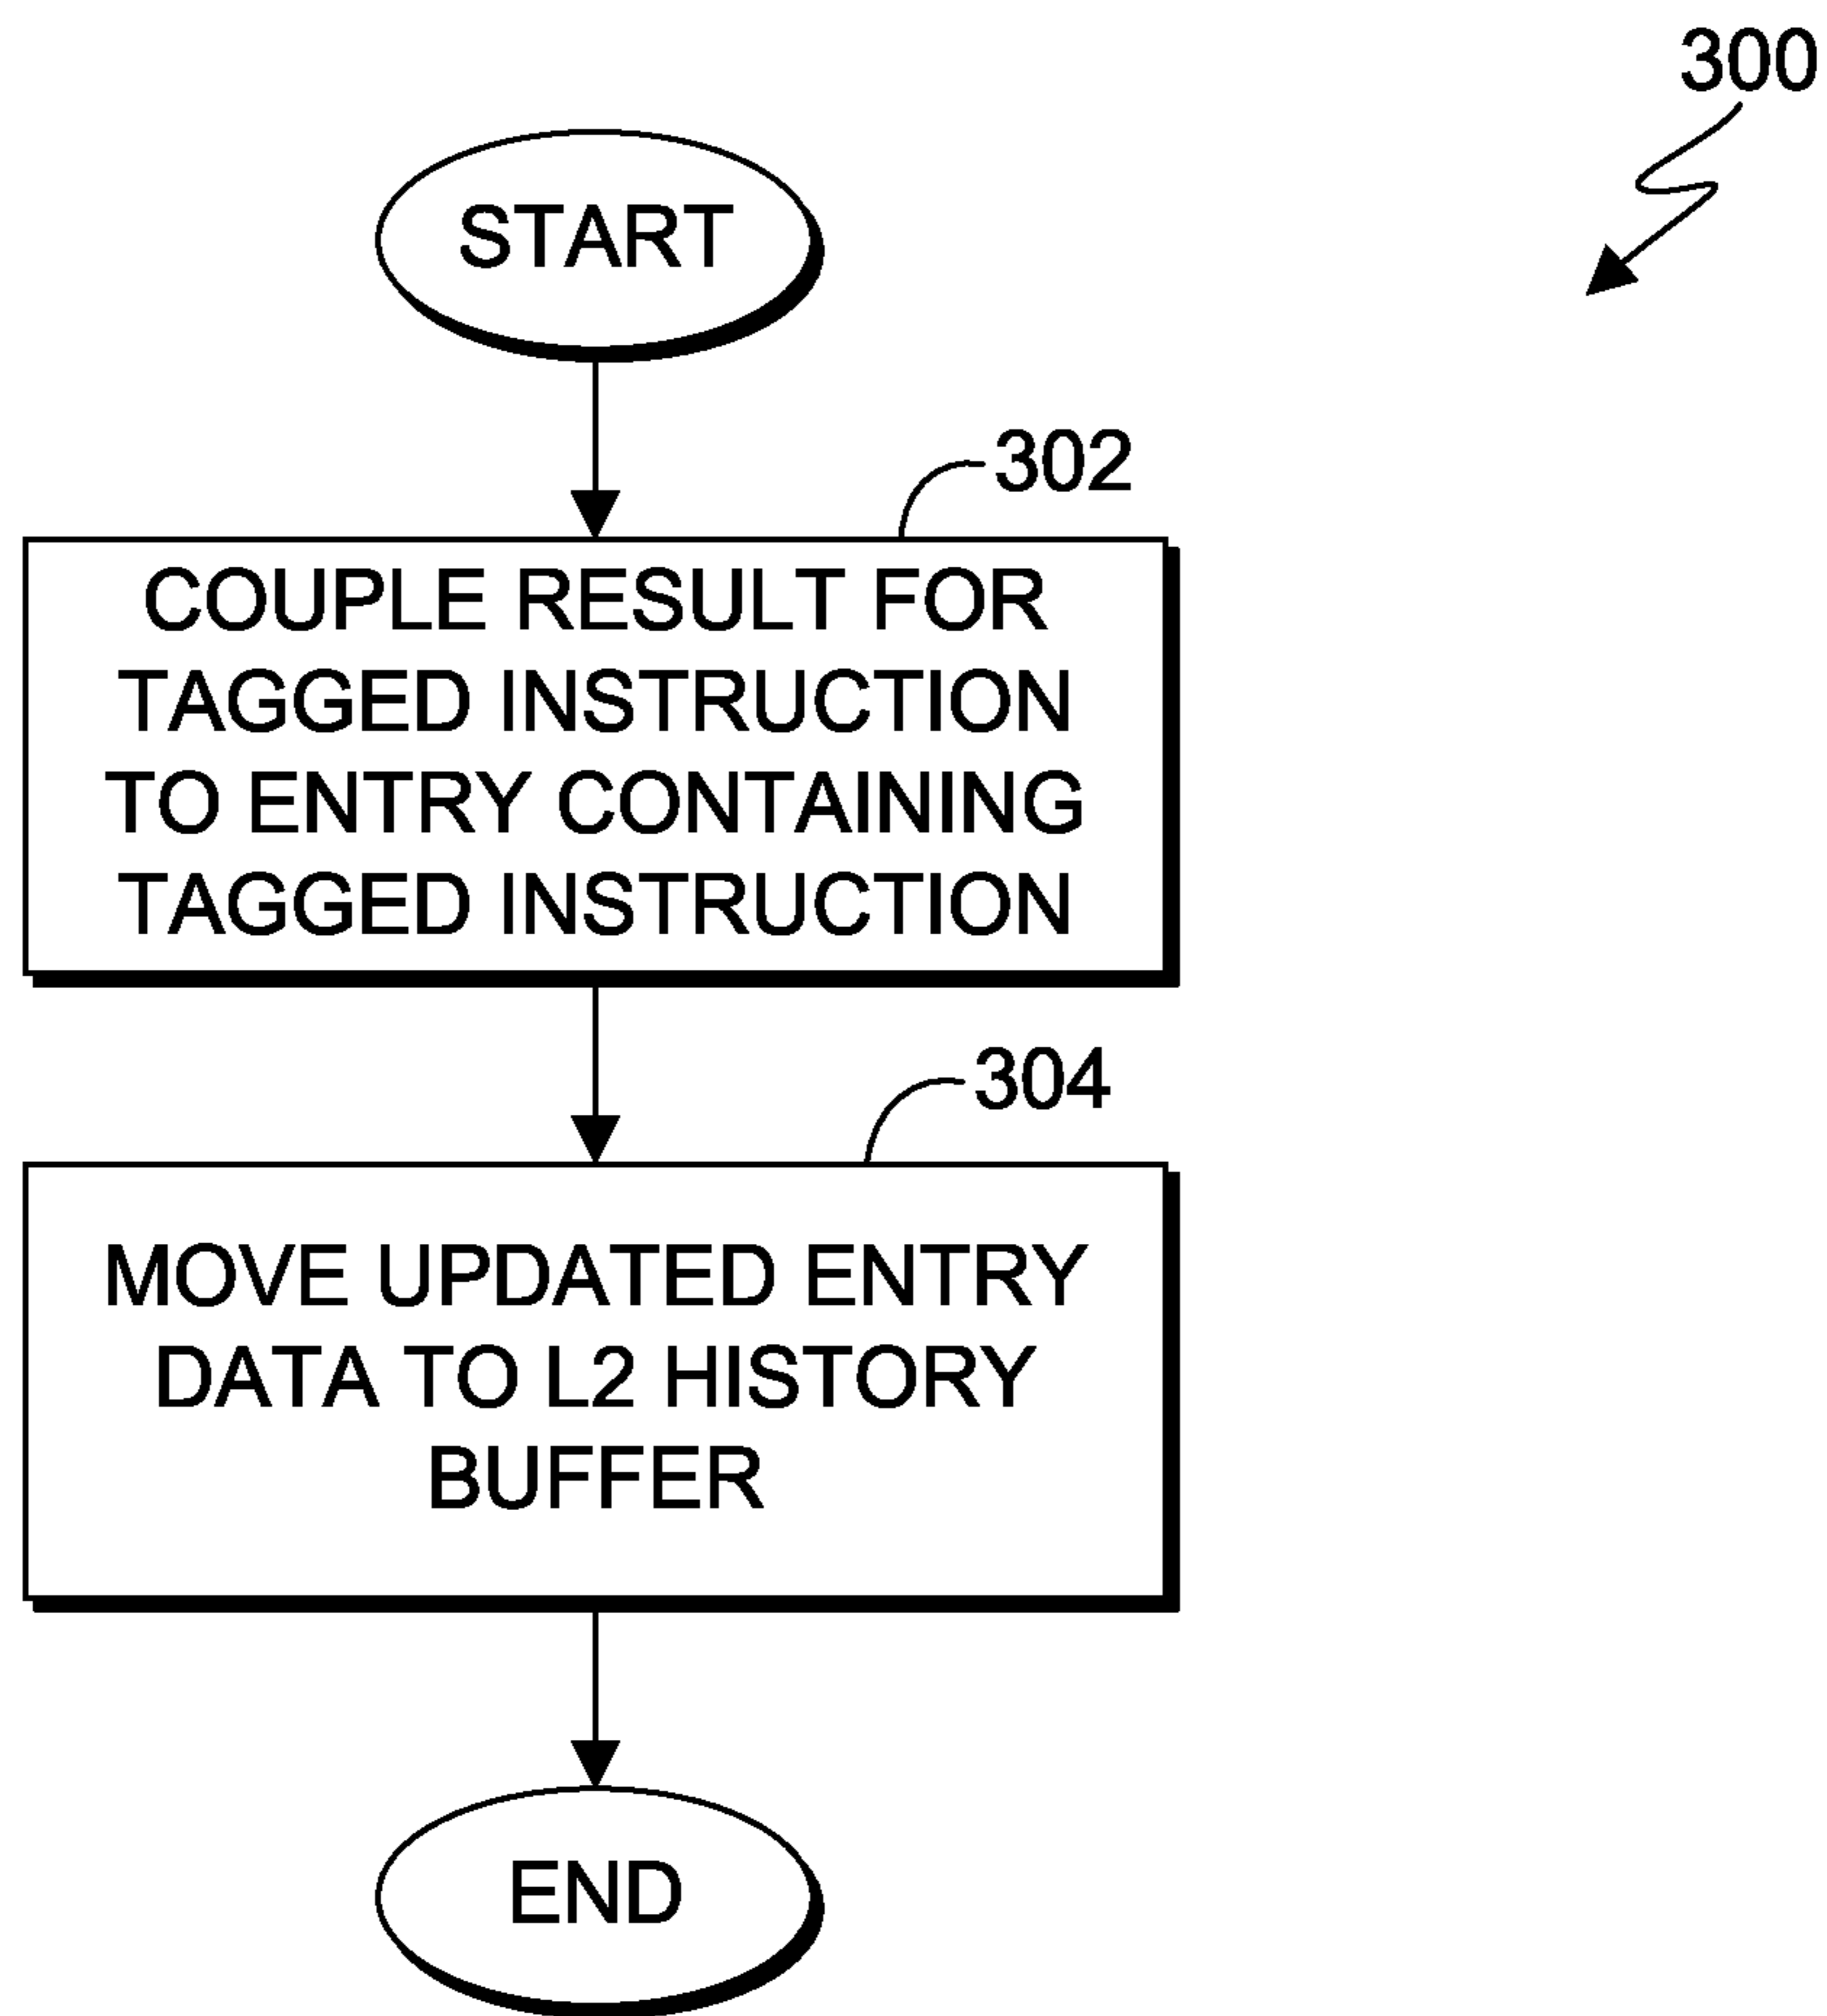 300
START
302
COUPLE RESULT FOR
TAGGED INSTRUCTION
TO ENTRY CONTAINING
TAGGED INSTRUCTION
304
MOVE UPDATED ENTRY
DATA TO L2 HISTORY
BUFFER
END